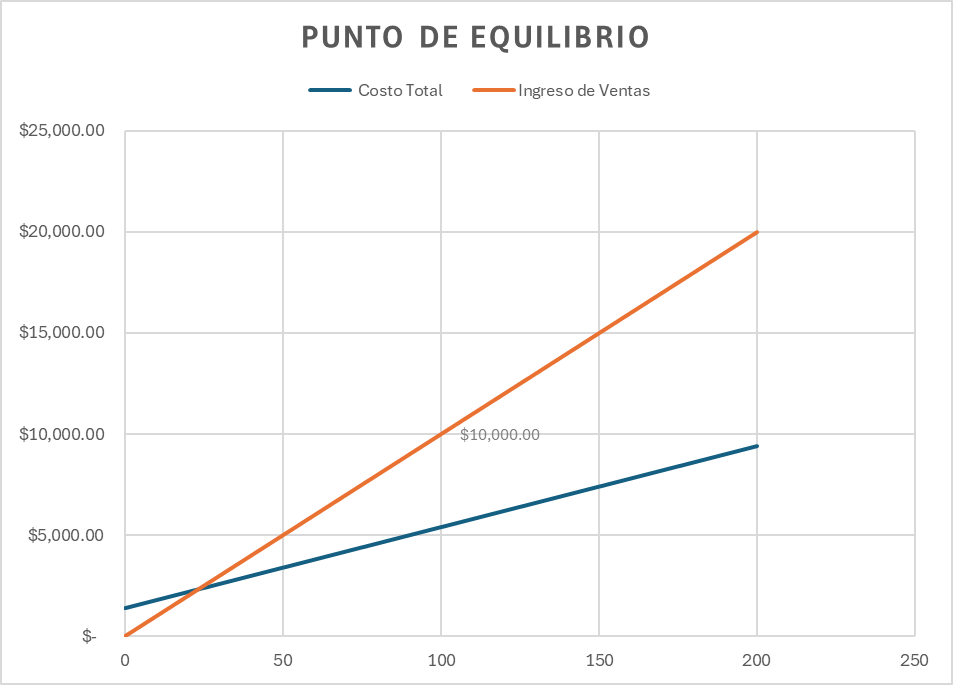 PUNTO DE EQUILIBRIO
Costo Total Ingreso de Ventas
$25,000.00
$20,000.00
$15,000.00
$10,000.00
$10,000.00
$5,000.00
$-
0 50 100 150 200 250